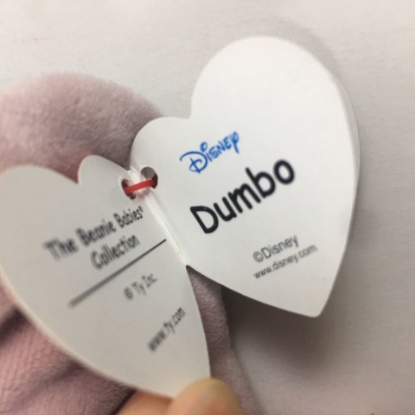 The Beanie Babies®
Collection
© Ty Inc
www.ty.com
Disney
Dumbo
©Disney
www.disney.com